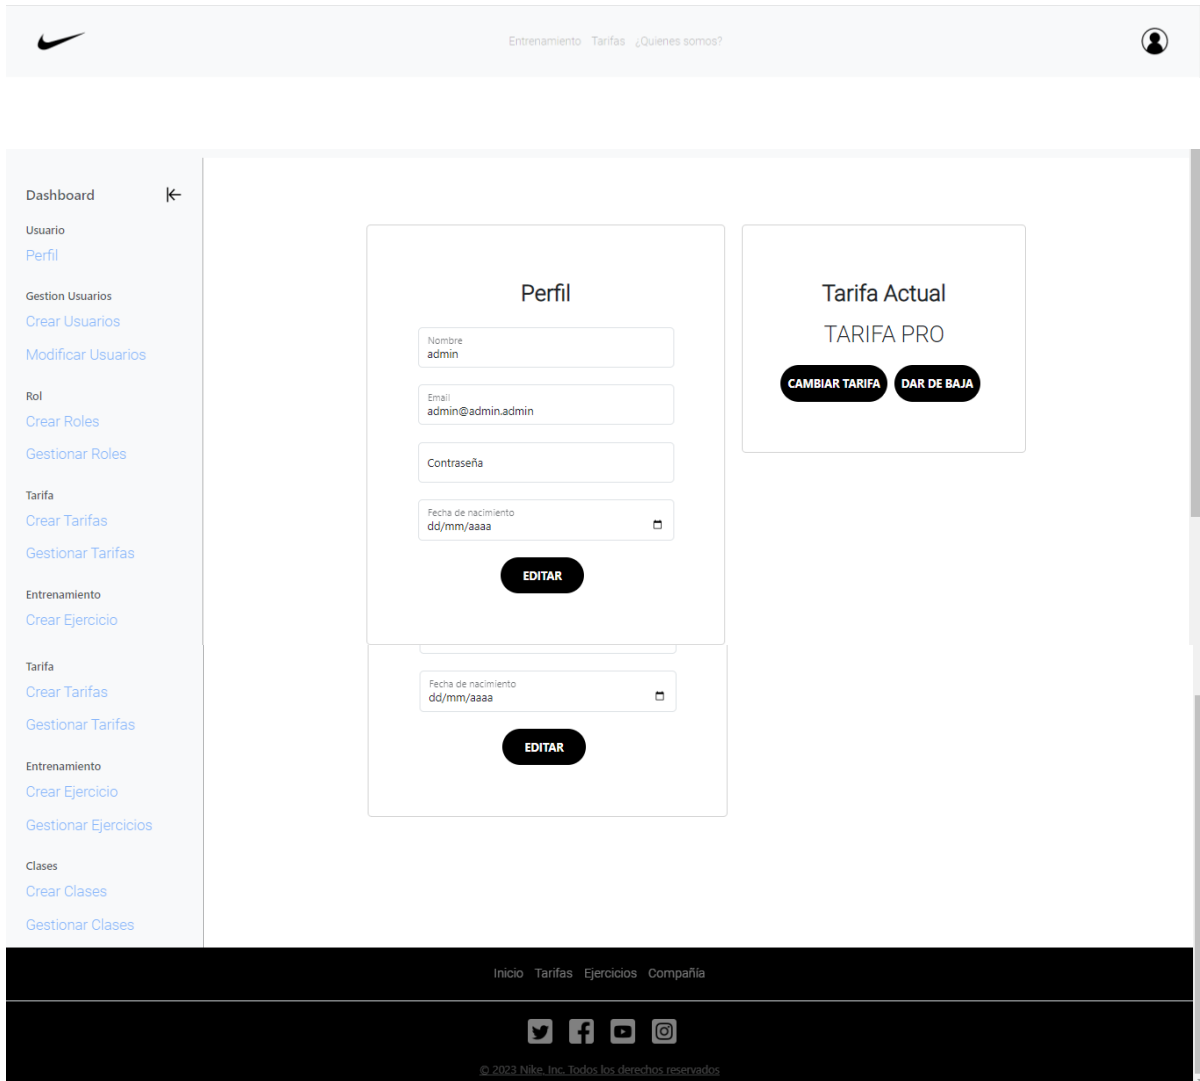 Entrenamiento Tarifas ¿Quienes somos?
Dashboard
Usuario
Perfil
Gestion Usuarios
Crear Usuarios
Modificar Usuarios
Rol
Crear Roles
Gestionar Roles
Tarifa
Crear Tarifas
Gestionar Tarifas
Entrenamiento
Crear Ejercicio
Tarifa
Crear Tarifas
Gestionar Tarifas
Entrenamiento
Crear Ejercicio
Gestionar Ejercicios
Clases
Crear Clases
Gestionar Clases
Perfil
Nombre
admin
Email
admin@admin.admin
Contraseña
Fecha de nacimiento
dd/mm/aaaa
EDITAR
Fecha de nacimiento
dd/mm/aaaa
EDITAR
Tarifa Actual
TARIFA PRO
CAMBIAR TARIFA DAR DE BAJA
Inicio Tarifas Ejercicios Compañía
© 2023 Nike, Inc. Todos los derechos reservados